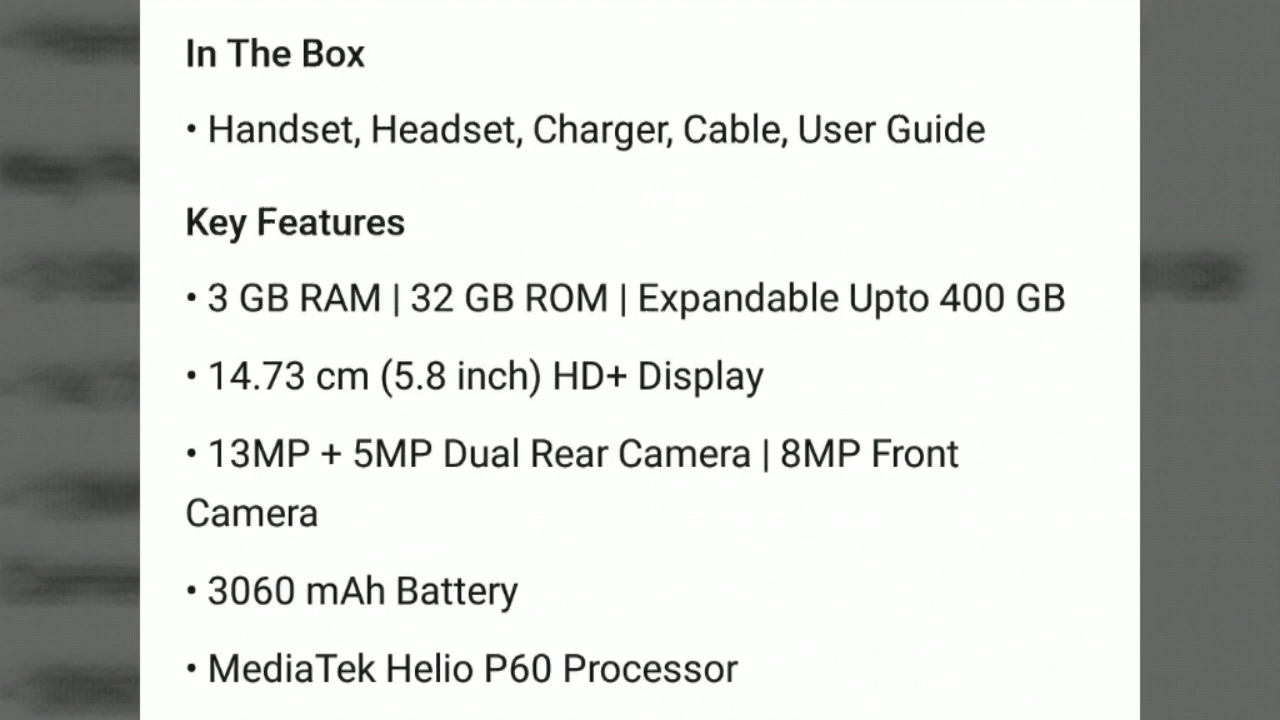 In The Box
• Handset, Headset, Charger, Cable, User Guide
Key Features
• 3 GB RAM | 32 GB ROM | Expandable Upto 400 GB
• 14.73 cm (5.8 inch) HD+ Display
• 13MP + 5MP Dual Rear Camera | 8MP Front
Camera
• 3060 mAh Battery
• MediaTek Helio P60 Processor